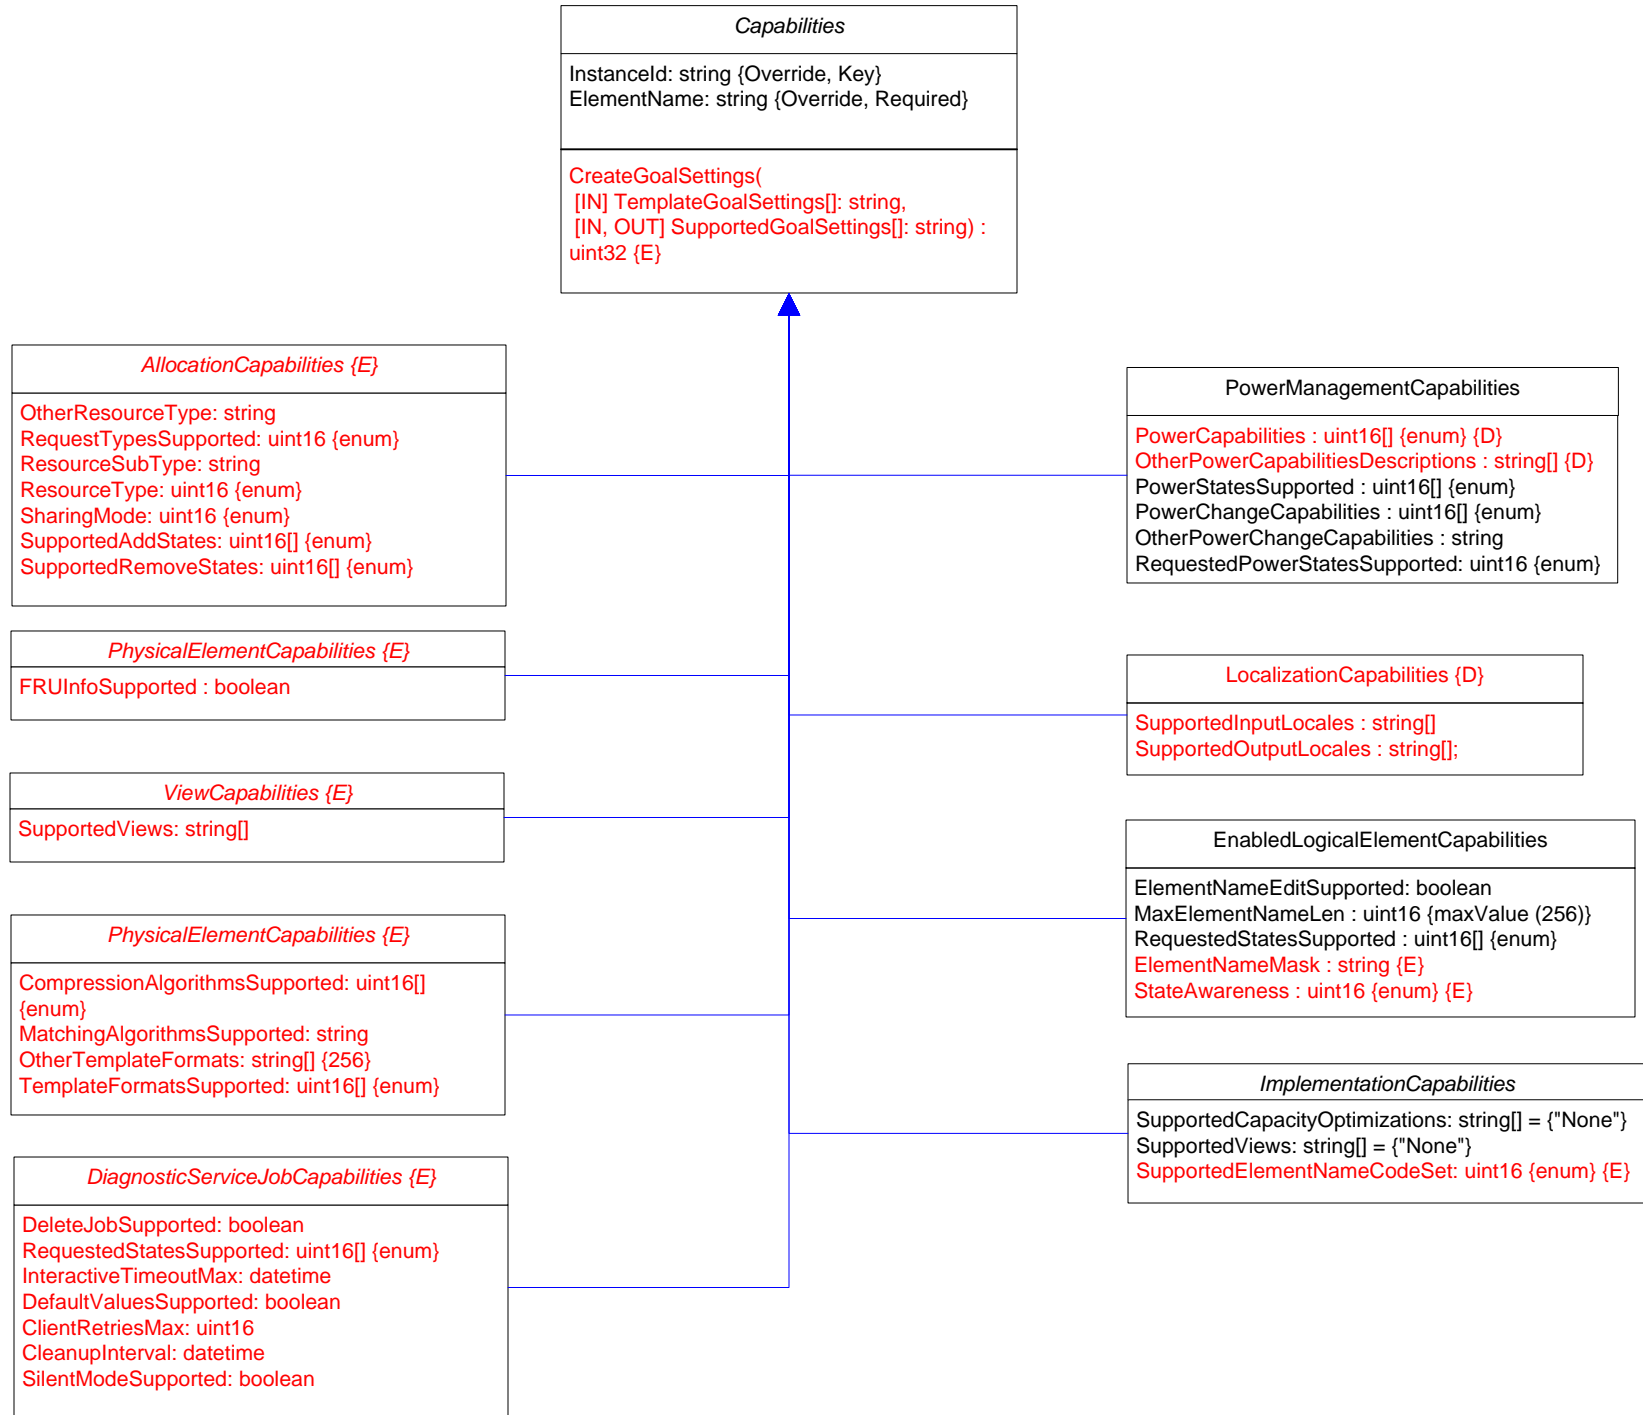 Capabilities
InstanceId: string {Override, Key}
ElementName: string {Override, Required}
CreateGoalSettings(
[IN] TemplateGoalSettings[]: string,
[IN, OUT] SupportedGoalSettings[]: string) :
uint32 {E}
AllocationCapabilities {E}
OtherResourceType: string
RequestTypesSupported: uint16 {enum}
ResourceSubType: string
ResourceType: uint16 {enum}
SharingMode: uint16 {enum}
SupportedAddStates: uint16[] {enum}
SupportedRemoveStates: uint16[] {enum}
PhysicalElementCapabilities {E}
FRUInfoSupported : boolean
ViewCapabilities {E}
SupportedViews: string[]
PhysicalElementCapabilities {E}
CompressionAlgorithmsSupported: uint16[]
{enum}
MatchingAlgorithmsSupported: string
OtherTemplateFormats: string[] {256}
TemplateFormatsSupported: uint16[] {enum}
DiagnosticServiceJobCapabilities {E}
DeleteJobSupported: boolean
RequestedStatesSupported: uint16[] {enum}
InteractiveTimeoutMax: datetime
DefaultValuesSupported: boolean
ClientRetriesMax: uint16
CleanupInterval: datetime
SilentModeSupported: boolean
PowerManagementCapabilities
PowerCapabilities : uint16[] {enum} {D}
OtherPowerCapabilitiesDescriptions : string[] {D}
PowerStatesSupported : uint16[] {enum}
PowerChangeCapabilities : uint16[] {enum}
OtherPowerChangeCapabilities : string
RequestedPowerStatesSupported: uint16 {enum}
LocalizationCapabilities {D}
SupportedInputLocales : string[]
SupportedOutputLocales : string[];
EnabledLogicalElementCapabilities
ElementNameEditSupported: boolean
MaxElementNameLen : uint16 {maxValue (256)}
RequestedStatesSupported : uint16[] {enum}
ElementNameMask : string {E}
StateAwareness : uint16 {enum} {E}
ImplementationCapabilities
SupportedCapacityOptimizations: string[] = {"None"}
SupportedViews: string[] = {"None"}
SupportedElementNameCodeSet: uint16 {enum} {E}